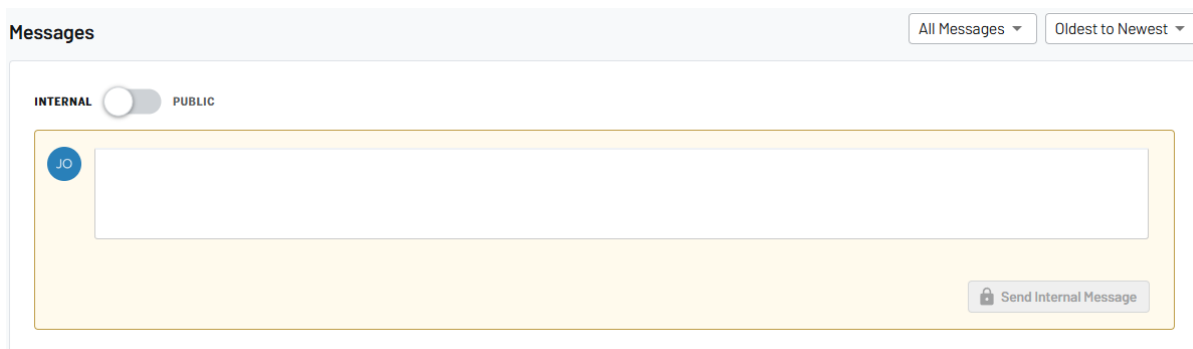 Messages
All Messages
Oldest to Newest
INTERNAL
PUBLIC
JO
Send Internal Message